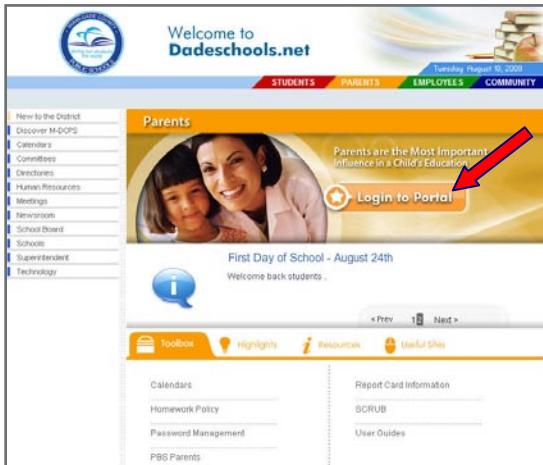 Welcome to
Dadeschools.net
Tuesday, August 18, 2009
STUDENTS PARENTS EMPLOYEES COMMUNITY
New to the District
Discover M-DCPS
Calendars
Committees
Directories
Human Resources
Meetings
Newsroom
School Board
Schools
Superintendent
Technology
Parents
Parents are the Most Important
Influence in a Child's Education
Login to Portal
First Day of School - August 24th
Welcome back students .
< Prev 1 2 Next >
Toolbox Highlights Resources Useful Sites
Calendars
Homework Policy
Password Management
PBS Parents
Report Card Information
SCRUB
User Guides